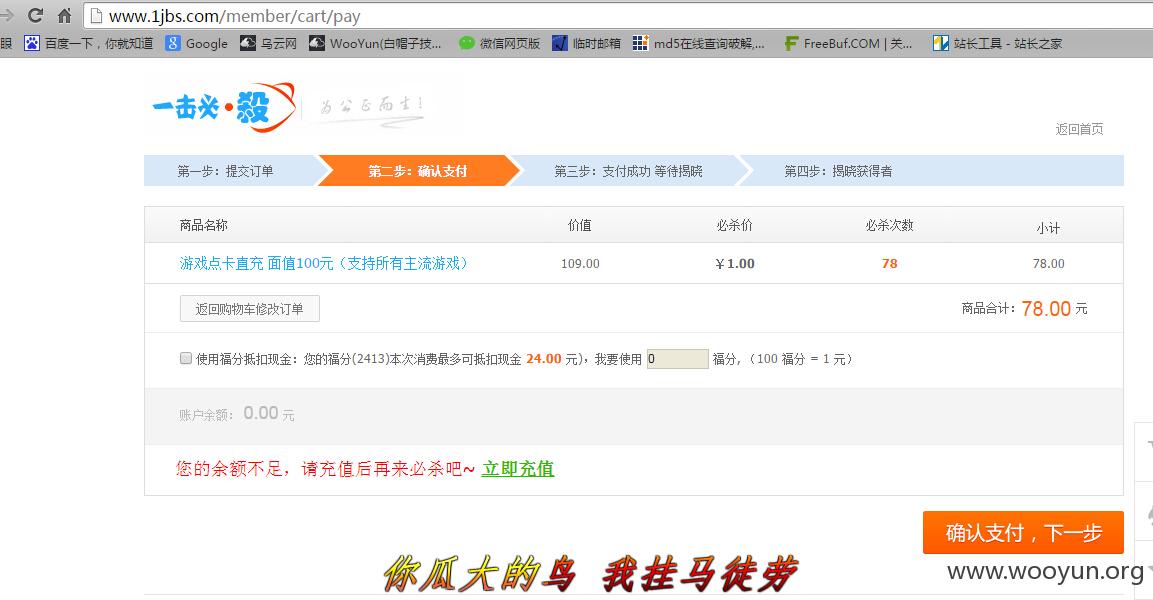 www.1jbs.com/member/cart/pay
眼 百度一下，你就知道 Google 乌云网 WooYun(白帽子技... 微信网页版 临时邮箱 md5在线查询破解,... FreeBuf.COM | 关... 站长工具 - 站长之家
一击必·殺 为公正而生！
返回首页
第一步：提交订单 第二步：确认支付 第三步：支付成功 等待揭晓 第四步：揭晓获得者
商品名称 价值 必杀价 必杀次数 小计
游戏点卡直充 面值100元（支持所有主流游戏） 109.00 ￥1.00 78 78.00
返回购物车修改订单 商品合计：78.00 元
使用福分抵扣现金：您的福分(2413)本次消费最多可抵扣现金 24.00 元)，我要使用 0 福分,（100 福分 = 1 元）
账户余额： 0.00 元
您的余额不足，请充值后再来必杀吧~ 立即充值
确认支付，下一步
你瓜大的鸟 我挂马徒劳
www.wooyun.org